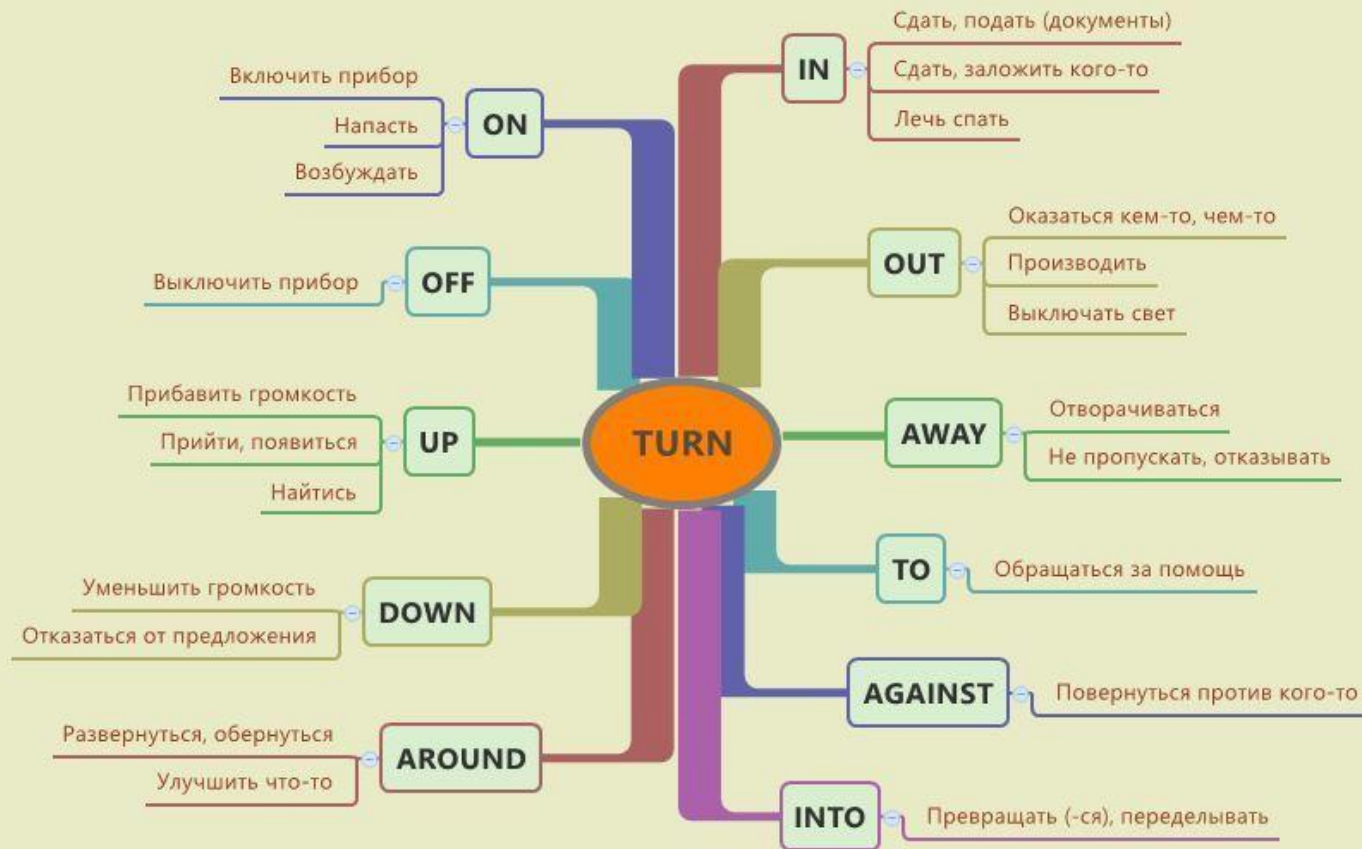 TURN
ON
Включить прибор
Напасть
Возбуждать
OFF
Выключить прибор
UP
Прибавить громкость
Прийти, появиться
Найтись
DOWN
Уменьшить громкость
Отказаться от предложения
AROUND
Развернуться, обернуться
Улучшить что-то
IN
Сдать, подать (документы)
Сдать, заложить кого-то
Лечь спать
OUT
Оказаться кем-то, чем-то
Производить
Выключать свет
AWAY
Отворачиваться
Не пропускать, отказывать
TO
Обращаться за помощь
AGAINST
Повернуться против кого-то
INTO
Превращать (-ся), переделывать